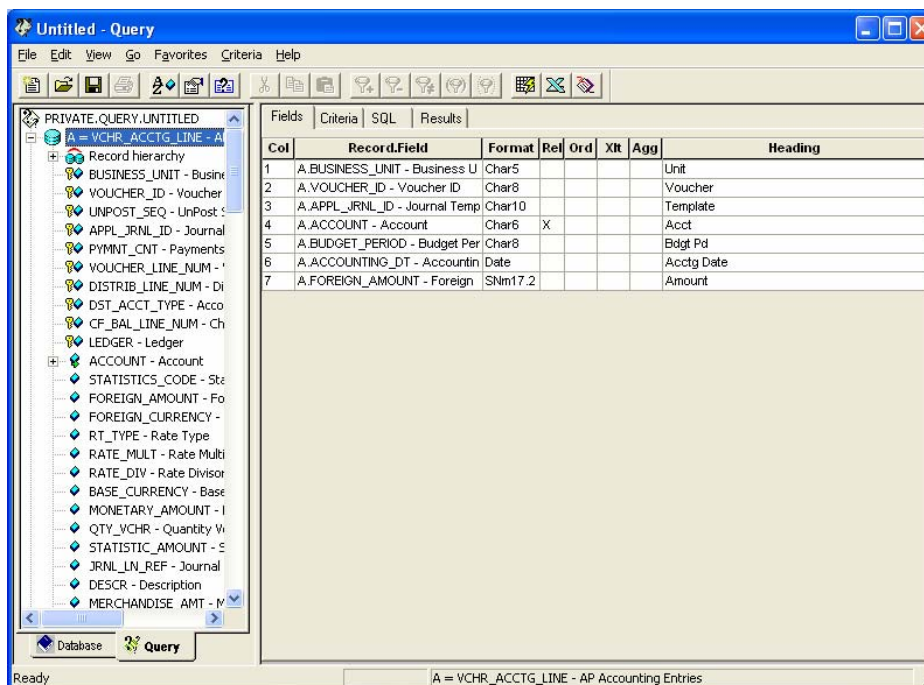 Untitled - Query
File Edit View Go Favorites Criteria Help
PRIVATE.QUERY.UNTITLED
A = VCHR_ACCTG_LINE - A
Record hierarchy
BUSINESS_UNIT - Busine
VOUCHER_ID - Voucher
UNPOST_SEQ - UnPost S
APPL_JRNL_ID - Journal
PYMNT_CNT - Payments
VOUCHER_LINE_NUM -
DISTRIB_LINE_NUM - Di
DST_ACCT_TYPE - Acco
CF_BAL_LINE_NUM - Ch
LEDGER - Ledger
ACCOUNT - Account
STATISTICS_CODE - Sta
FOREIGN_AMOUNT - Fo
FOREIGN_CURRENCY -
RT_TYPE - Rate Type
RATE_MULT - Rate Multi
RATE_DIV - Rate Divisor
BASE_CURRENCY - Base
MONETARY_AMOUNT -
QTY_VCHR - Quantity V
STATISTIC_AMOUNT - S
JRNL_LN_REF - Journal
DESCR - Description
MERCHANDISE_AMT - M
Database Query
Fields Criteria SQL Results
Col Record.Field Format Rel Ord Xlt Agg Heading
1 A.BUSINESS_UNIT - Business U Char5 Unit
2 A.VOUCHER_ID - Voucher ID Char8 Voucher
3 A.APPL_JRNL_ID - Journal Temp Char10 Template
4 A.ACCOUNT - Account Char6 X Acct
5 A.BUDGET_PERIOD - Budget Per Char8 Bdgt Pd
6 A.ACCOUNTING_DT - Accountin Date Acctg Date
7 A.FOREIGN_AMOUNT - Foreign SNm17.2 Amount
Ready A = VCHR_ACCTG_LINE - AP Accounting Entries